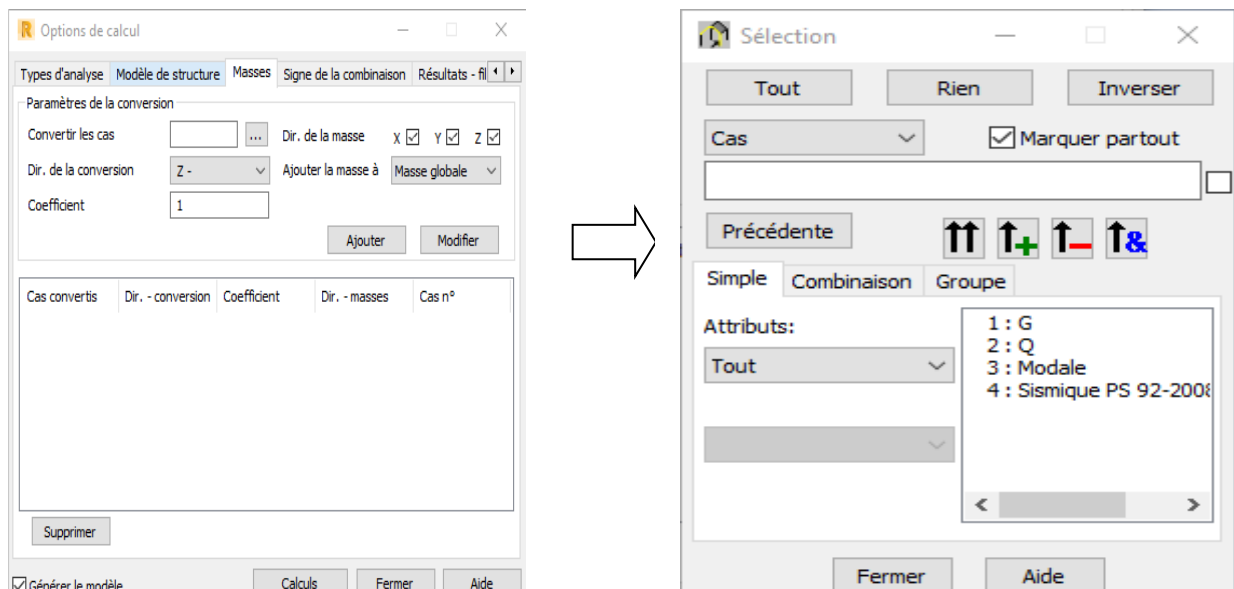 Options de calcul
Types d'analyse Modèle de structure Masses Signe de la combinaison Résultats - fil
Paramètres de la conversion
Convertir les cas ... Dir. de la masse X Y Z
Dir. de la conversion Z - Ajouter la masse à Masse globale
Coefficient 1
Ajouter Modifier
Cas convertis Dir. - conversion Coefficient Dir. - masses Cas n°
Supprimer
Générer le modèle
Calculs Fermer Aide
Sélection
Tout Rien Inverser
Cas Marquer partout
Précédente + - &
Simple Combinaison Groupe
Attributs:
Tout
1 : G
2 : Q
3 : Modale
4 : Sismique PS 92-2008
Fermer Aide